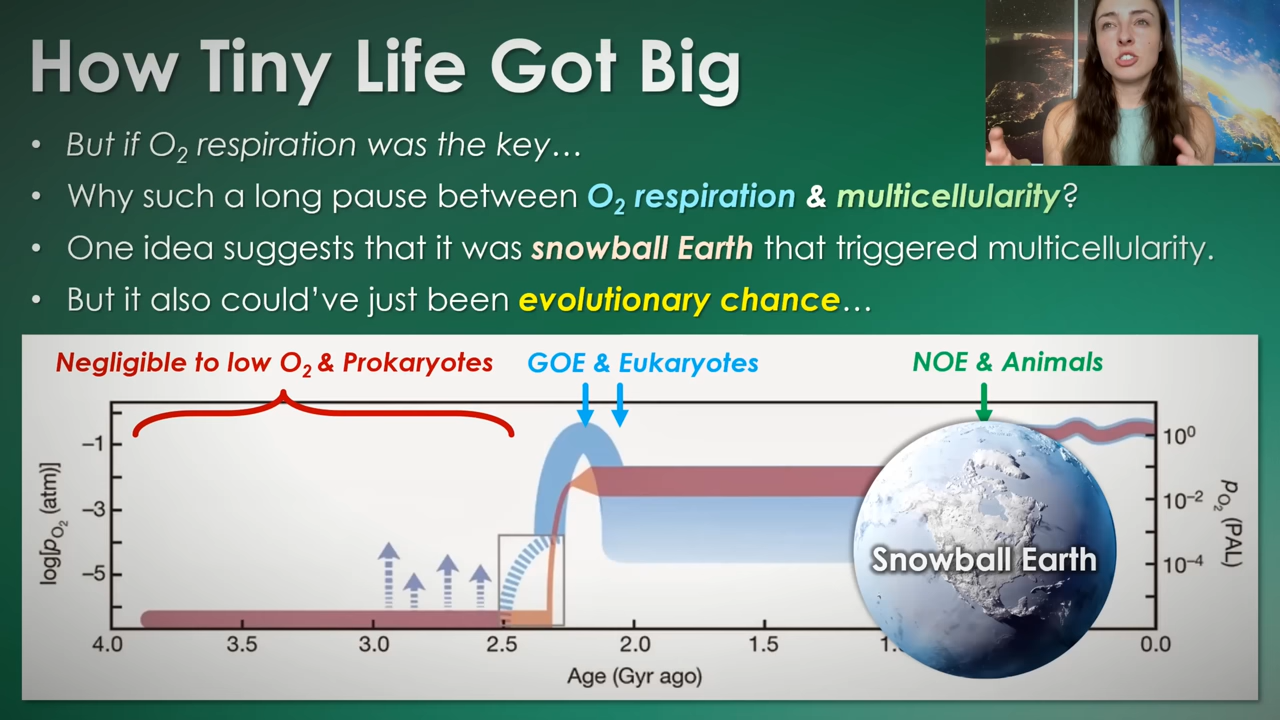 How Tiny Life Got Big
• But if O₂ respiration was the key…
• Why such a long pause between O₂ respiration & multicellularity?
• One idea suggests that it was snowball Earth that triggered multicellularity.
• But it also could've just been evolutionary chance…
Negligible to low O₂ & Prokaryotes
GOE & Eukaryotes
NOE & Animals
log[pO₂ (atm)]
–1
–3
–5
10⁰
10⁻²
10⁻⁴
pO₂ (PAL)
Snowball Earth
4.0 3.5 3.0 2.5 2.0 1.5 0.0
Age (Gyr ago)